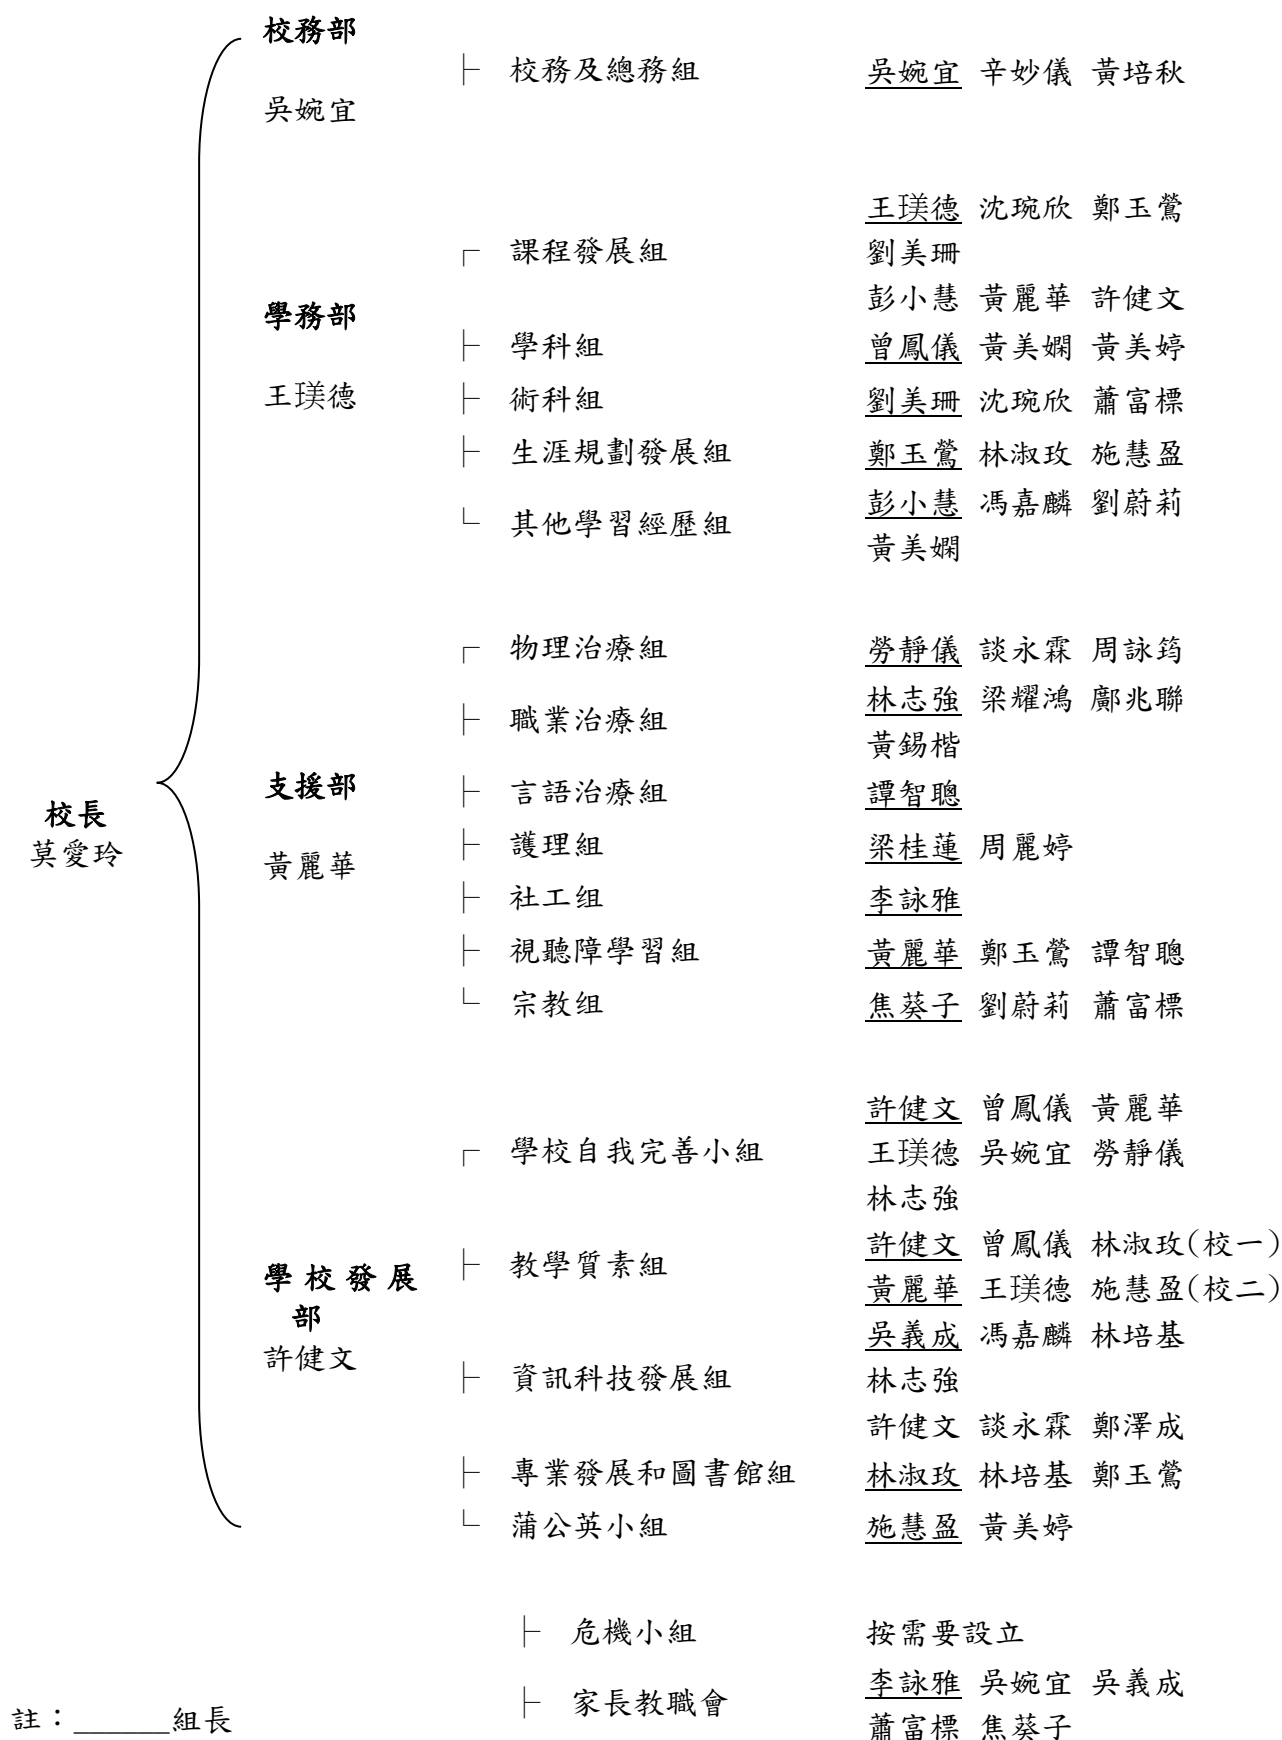 校務部
├ 校務及總務組 吳婉宜 辛妙儀 黃培秋
吳婉宜
王璞德 沈琬欣 鄭玉鶯
┌ 課程發展組 劉美珊
彭小慧 黃麗華 許健文
學務部
├ 學科組 曾鳳儀 黃美嫻 黃美婷
王璞德 ├ 術科組 劉美珊 沈琬欣 蕭富標
├ 生涯規劃發展組 鄭玉鶯 林淑玫 施慧盈
└ 其他學習經歷組 彭小慧 馮嘉麟 劉蔚莉
黃美嫻
┌ 物理治療組 勞靜儀 談永霖 周詠筠
├ 職業治療組 林志強 梁耀鴻 鄺兆聯
黃錫楷
支援部 ├ 言語治療組 譚智聰
校長
莫愛玲
黃麗華 ├ 護理組 梁桂蓮 周麗婷
├ 社工组 李詠雅
├ 視聽障學習組 黃麗華 鄭玉鶯 譚智聰
└ 宗教组 焦葵子 劉蔚莉 蕭富標
許健文 曾鳳儀 黃麗華
┌ 學校自我完善小組 王璞德 吳婉宜 勞靜儀
林志強
├ 教學質素組 許健文 曾鳳儀 林淑玫(校一)
學校發展 黃麗華 王璞德 施慧盈(校二)
部
許健文 吳義成 馮嘉麟 林培基
├ 資訊科技發展組 林志強
許健文 談永霖 鄭澤成
├ 專業發展和圖書館組 林淑玫 林培基 鄭玉鶯
└ 蒲公英小組 施慧盈 黃美婷
├ 危機小組 按需要設立
├ 家長教職會 李詠雅 吳婉宜 吳義成
蕭富標 焦葵子
註：______組長